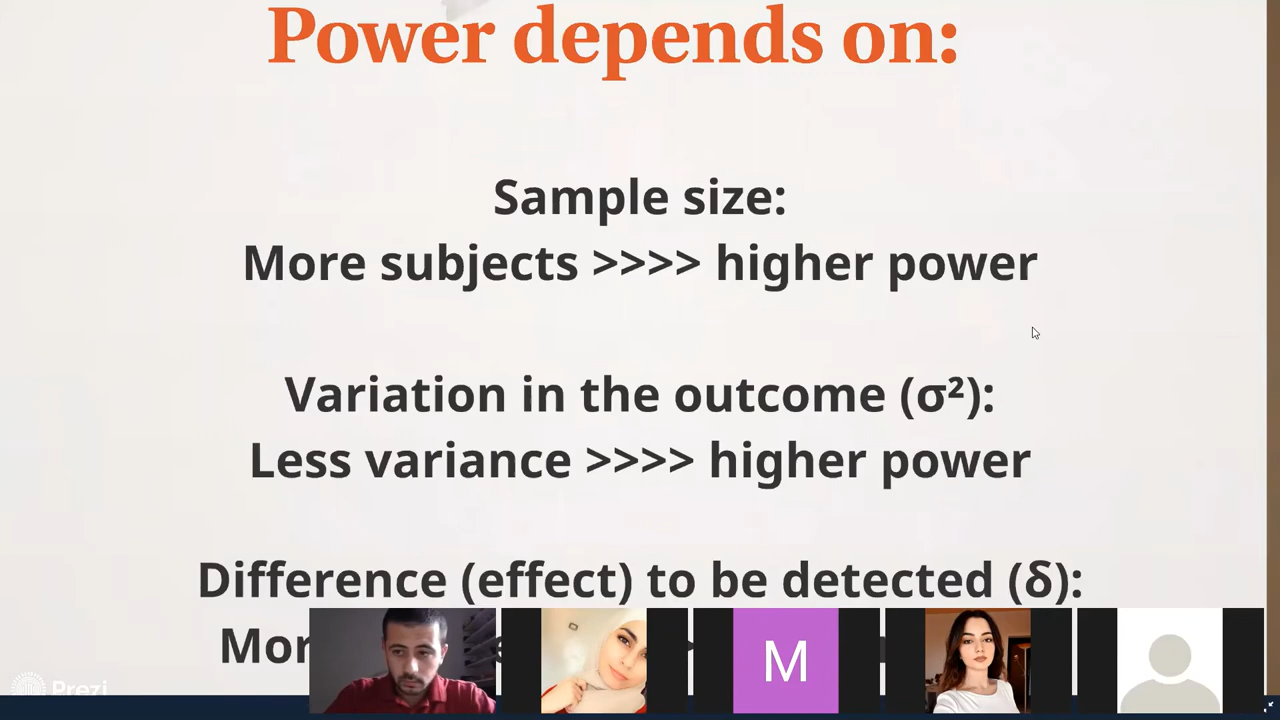 Power depends on:
Sample size:
More subjects >>>> higher power
Variation in the outcome (σ²):
Less variance >>>> higher power
Difference (effect) to be detected (δ):
M
Prezi